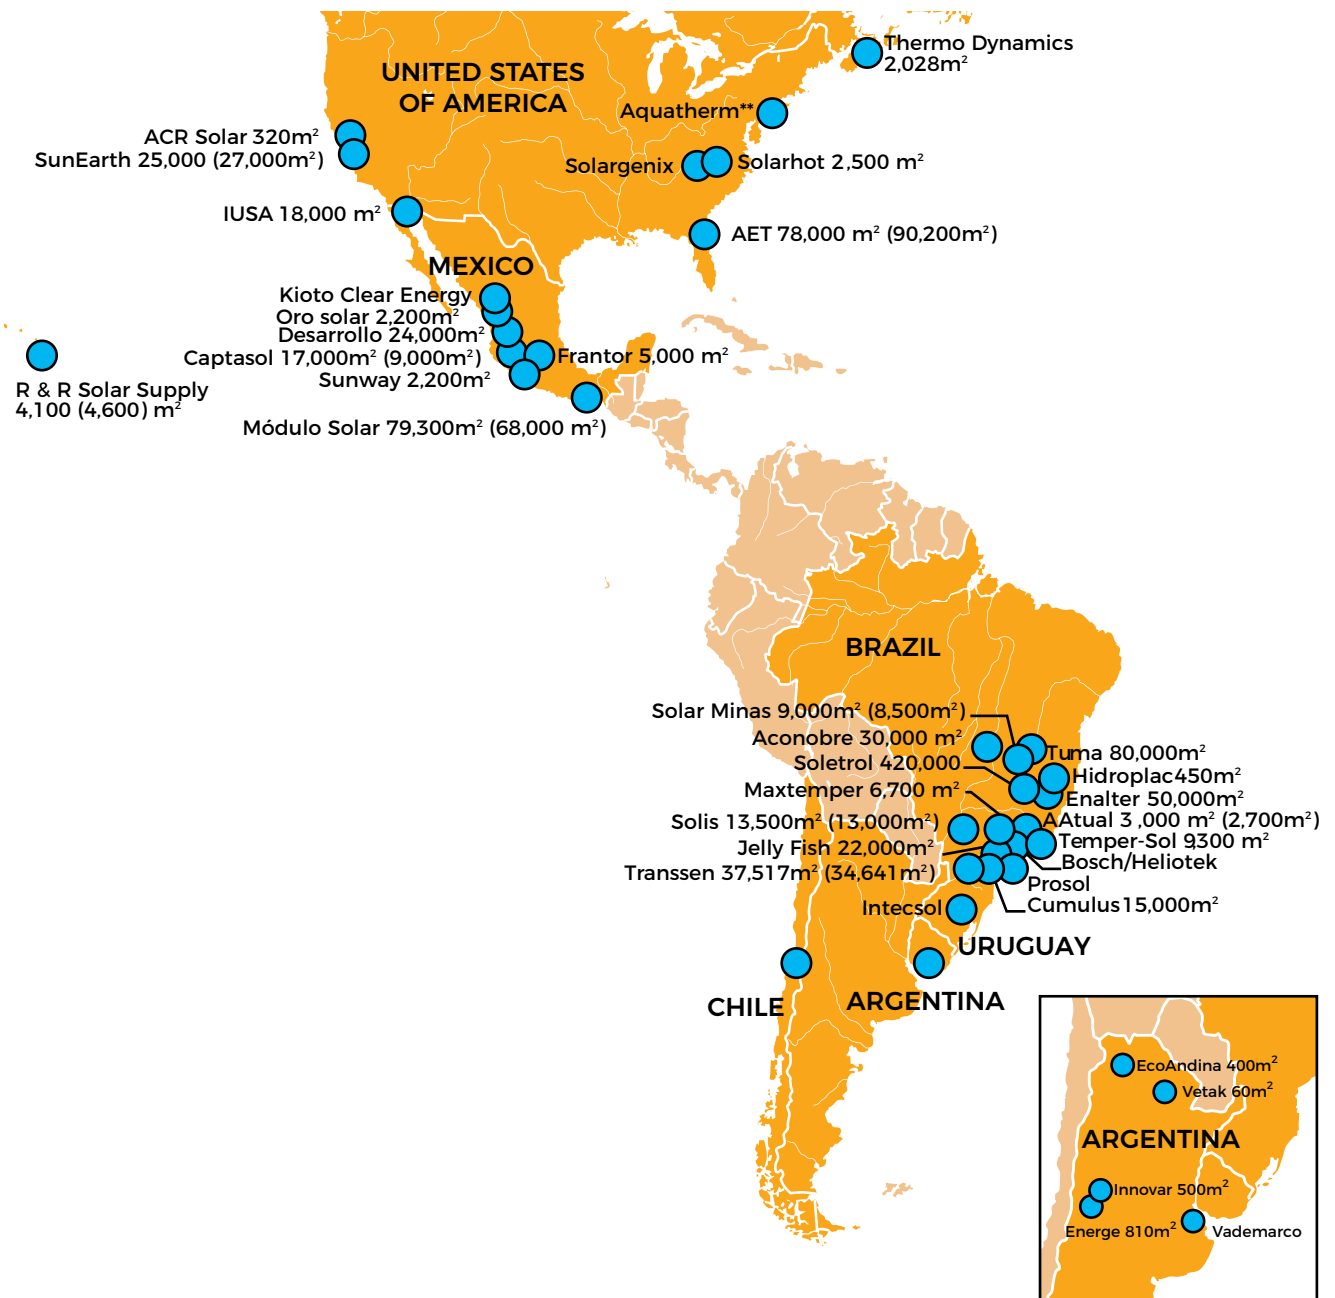 Thermo Dynamics
2,028m²
UNITED STATES
OF AMERICA
Aquatherm**
ACR Solar 320m²
SunEarth 25,000 (27,000m²)
Solargenix
Solarhot 2,500 m²
IUSA 18,000 m²
AET 78,000 m² (90,200m²)
MEXICO
Kioto Clear Energy
Oro solar 2,200m²
Desarrollo 24,000m²
Captasol 17,000m² (9,000m²)
Frantor 5,000 m²
Sunway 2,200m²
R & R Solar Supply
4,100 (4,600) m²
Módulo Solar 79,300m² (68,000 m²)
BRAZIL
Solar Minas 9,000m² (8,500m²)
Aconobre 30,000 m²
Tuma 80,000m²
Soletrol 420,000
Hidroplac450m²
Maxtemper 6,700 m²
Enalter 50,000m²
Solis 13,500m² (13,000m²)
AAtual 3,000 m² (2,700m²)
Jelly Fish 22,000m²
Temper-Sol 9300 m²
Bosch/Heliotek
Transsen 37,517m² (34,641m²)
Prosol
Cumulus 15,000m²
Intecsol
URUGUAY
CHILE
ARGENTINA
EcoAndina 400m²
Vetak 60m²
ARGENTINA
Innovar 500m²
Energe 810m²
Vademarco